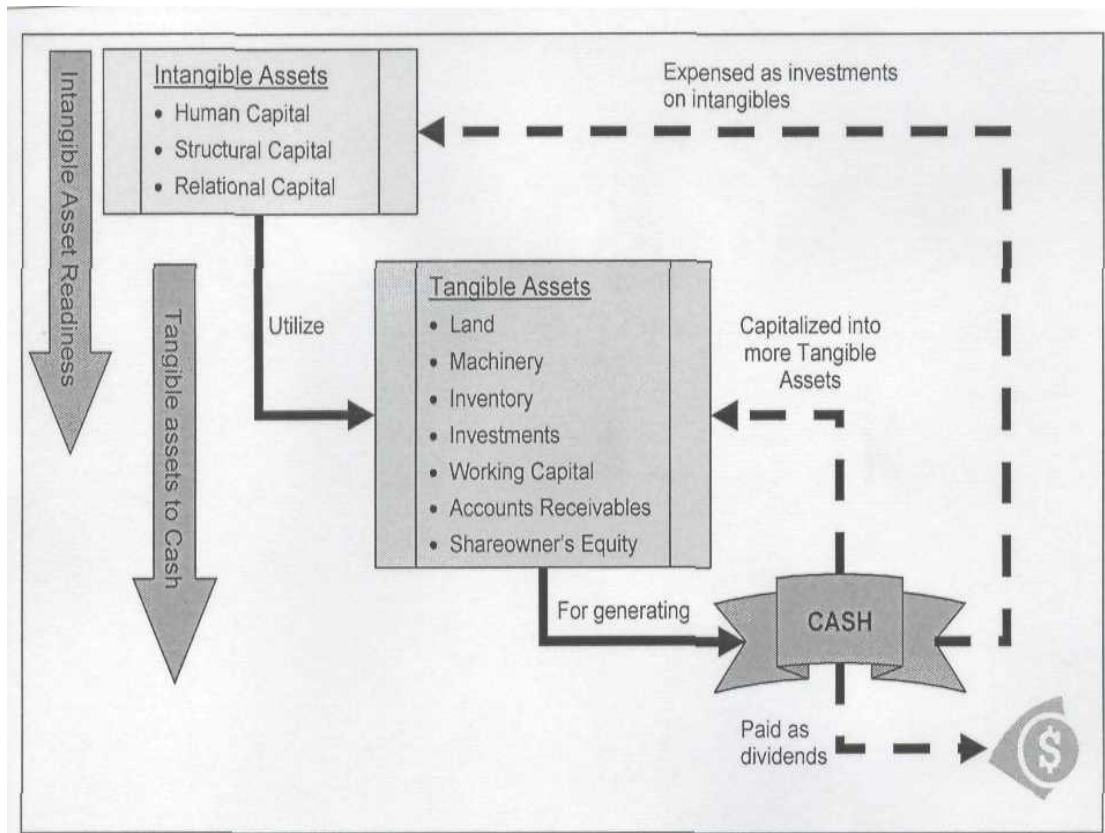 Intangible Asset Readiness
Tangible assets to Cash
Intangible Assets
• Human Capital
• Structural Capital
• Relational Capital
Expensed as investments
on intangibles
Utilize
Tangible Assets
• Land
• Machinery
• Inventory
• Investments
• Working Capital
• Accounts Receivables
• Shareowner's Equity
Capitalized into
more Tangible
Assets
For generating
CASH
Paid as
dividends
$